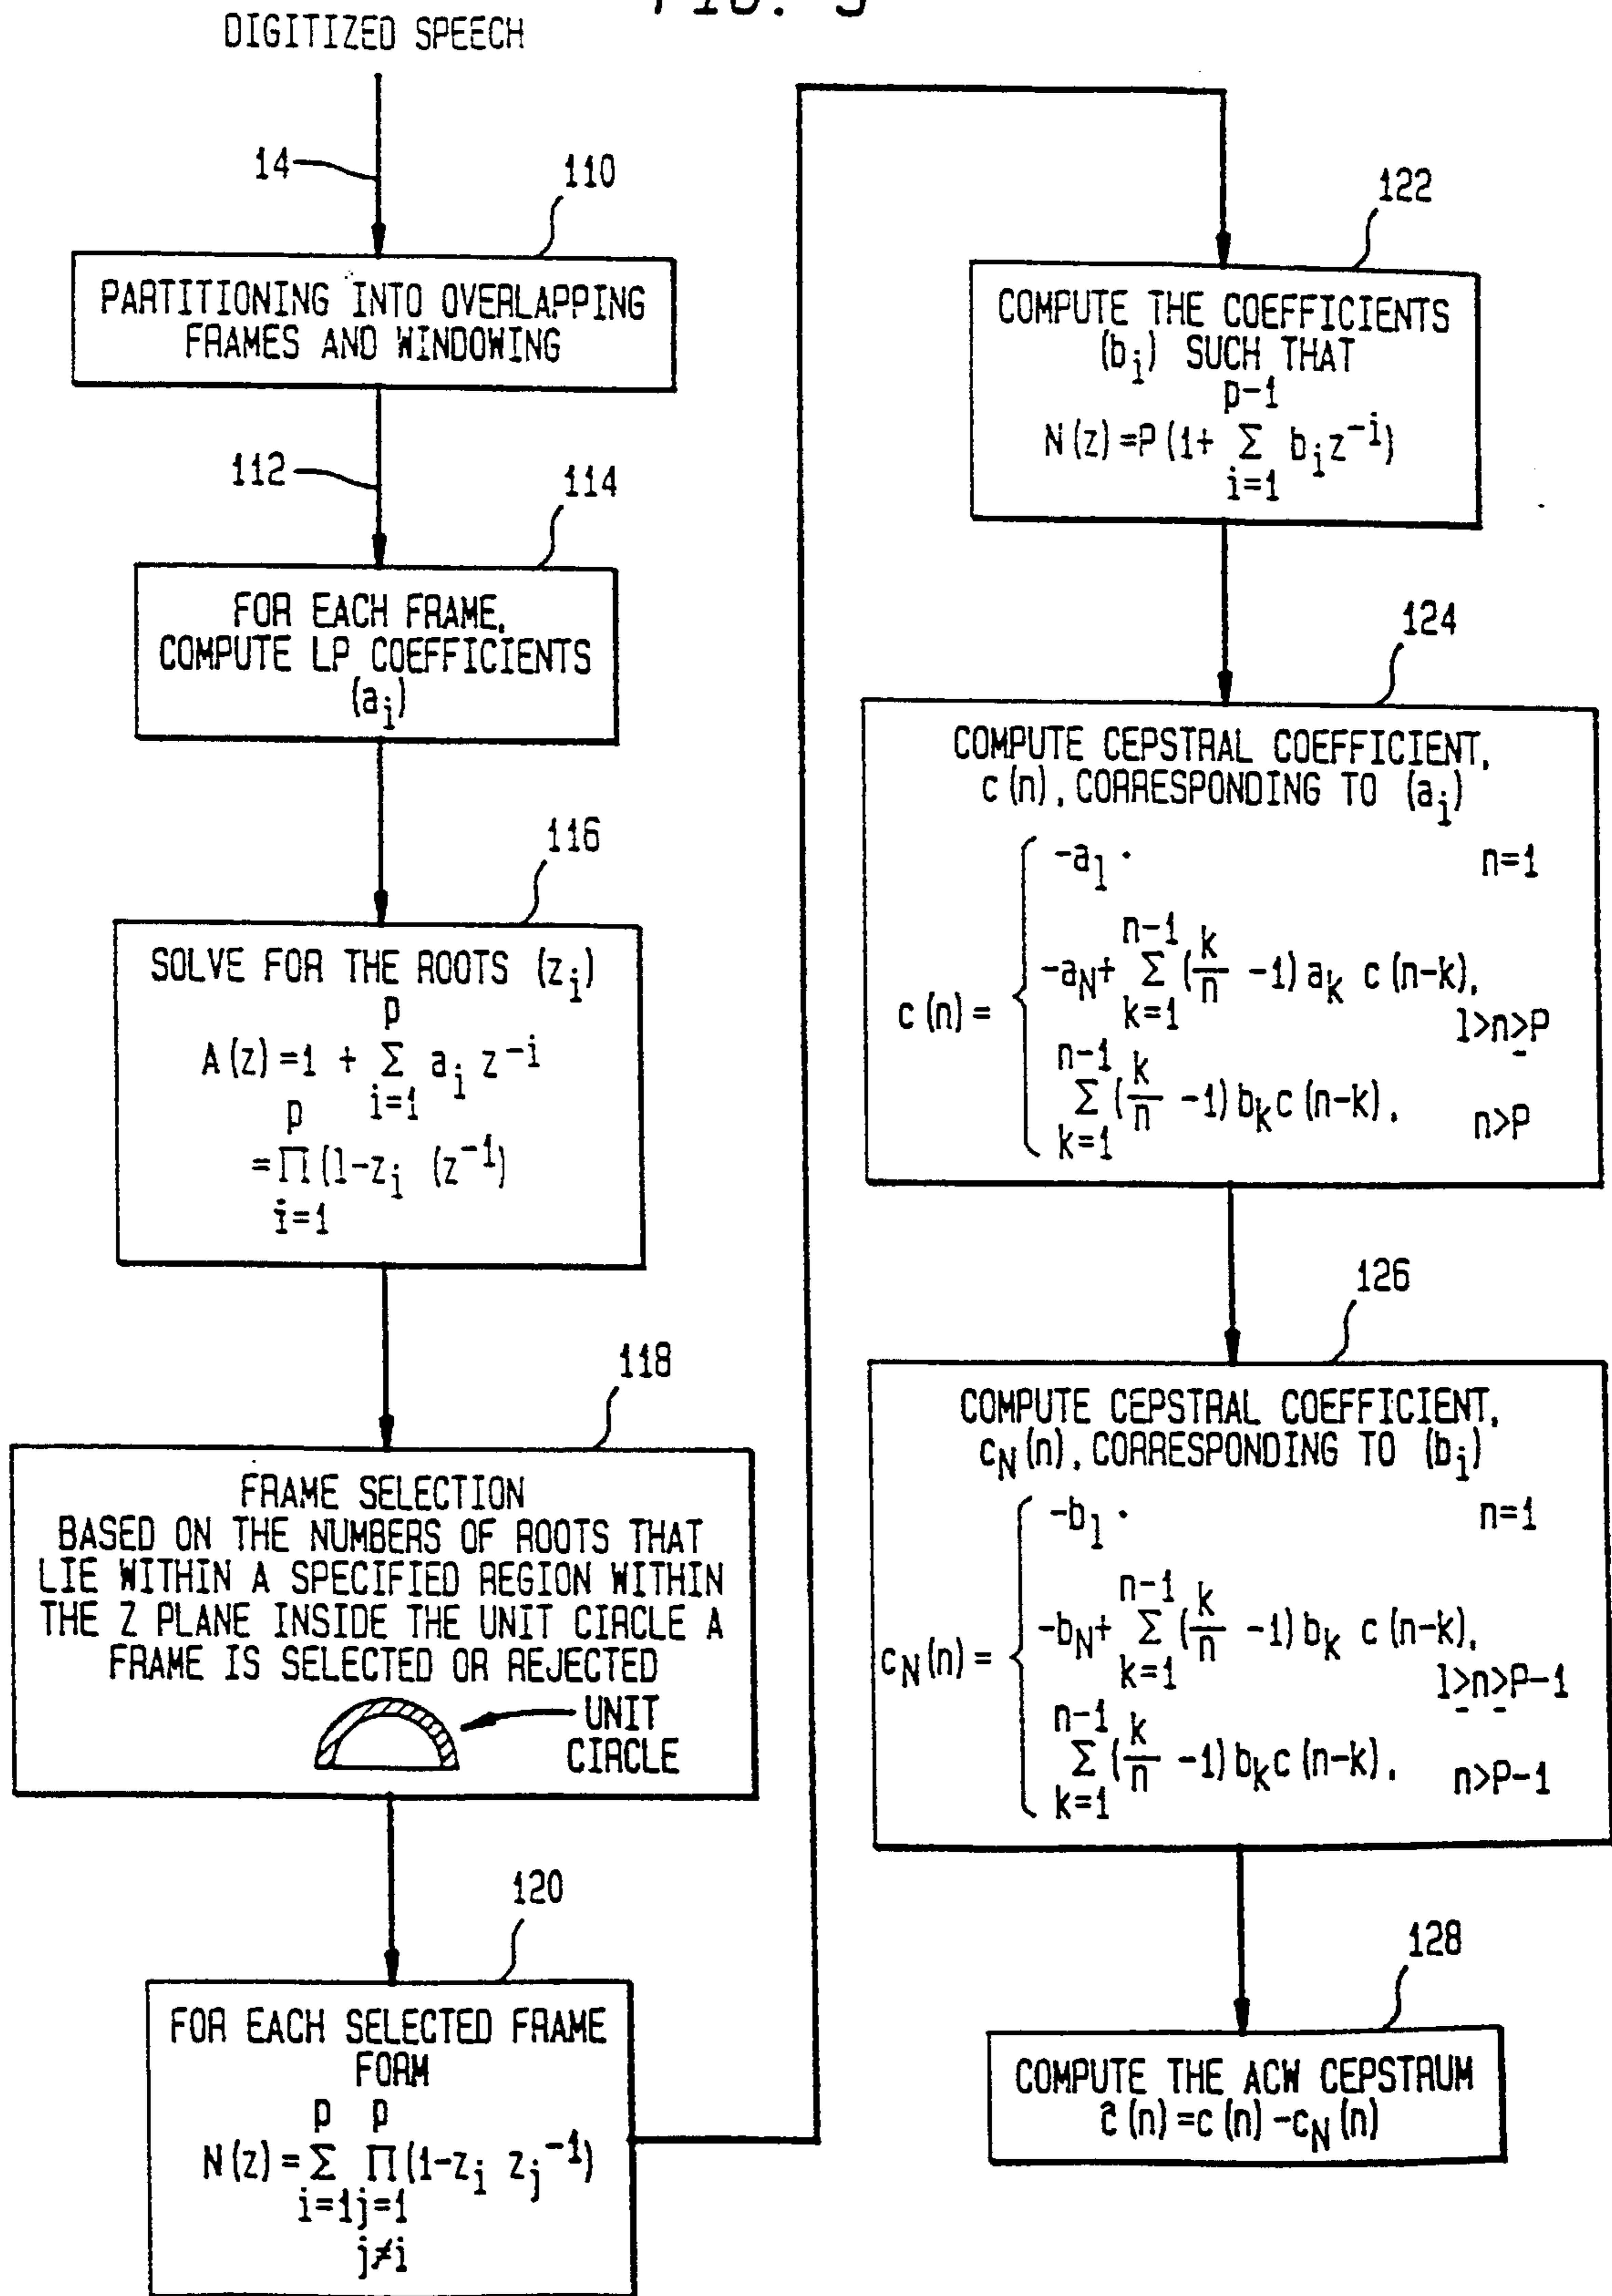 DIGITIZED SPEECH
14
110
PARTITIONING INTO OVERLAPPING
FRAMES AND WINDOWING
112
114
FOR EACH FRAME,
COMPUTE LP COEFFICIENTS
(a_i)
116
SOLVE FOR THE ROOTS (z_i)
p
A(z)=1 + Σ a_i z^-i
i=1
p
=Π(1-z_i (z^-1)
i=1
118
FRAME SELECTION
BASED ON THE NUMBERS OF ROOTS THAT
LIE WITHIN A SPECIFIED REGION WITHIN
THE Z PLANE INSIDE THE UNIT CIRCLE A
FRAME IS SELECTED OR REJECTED
UNIT
CIRCLE
120
FOR EACH SELECTED FRAME
FORM
p p
N(z)=Σ Π(1-z_i z_j^-1)
i=1j=1
j≠i
122
COMPUTE THE COEFFICIENTS
(b_i) SUCH THAT
p-1
N(z)=P(1+ Σ b_i z^-i)
i=1
124
COMPUTE CEPSTRAL COEFFICIENT,
c(n), CORRESPONDING TO (a_i)
-a_1. n=1
n-1
c(n)= -a_N+ Σ(k/n -1)a_k c(n-k),
k=1 1>n≥P
n-1
Σ(k/n -1)b_k c(n-k). n>P
k=1
126
COMPUTE CEPSTRAL COEFFICIENT,
c_N(n), CORRESPONDING TO (b_i)
-b_1. n=1
n-1
c_N(n)= -b_N+ Σ(k/n -1)b_k c(n-k),
k=1 1≥n≥P-1
n-1
Σ(k/n -1)b_k c(n-k). n>P-1
k=1
128
COMPUTE THE ACW CEPSTRUM
ĉ(n)=c(n)-c_N(n)